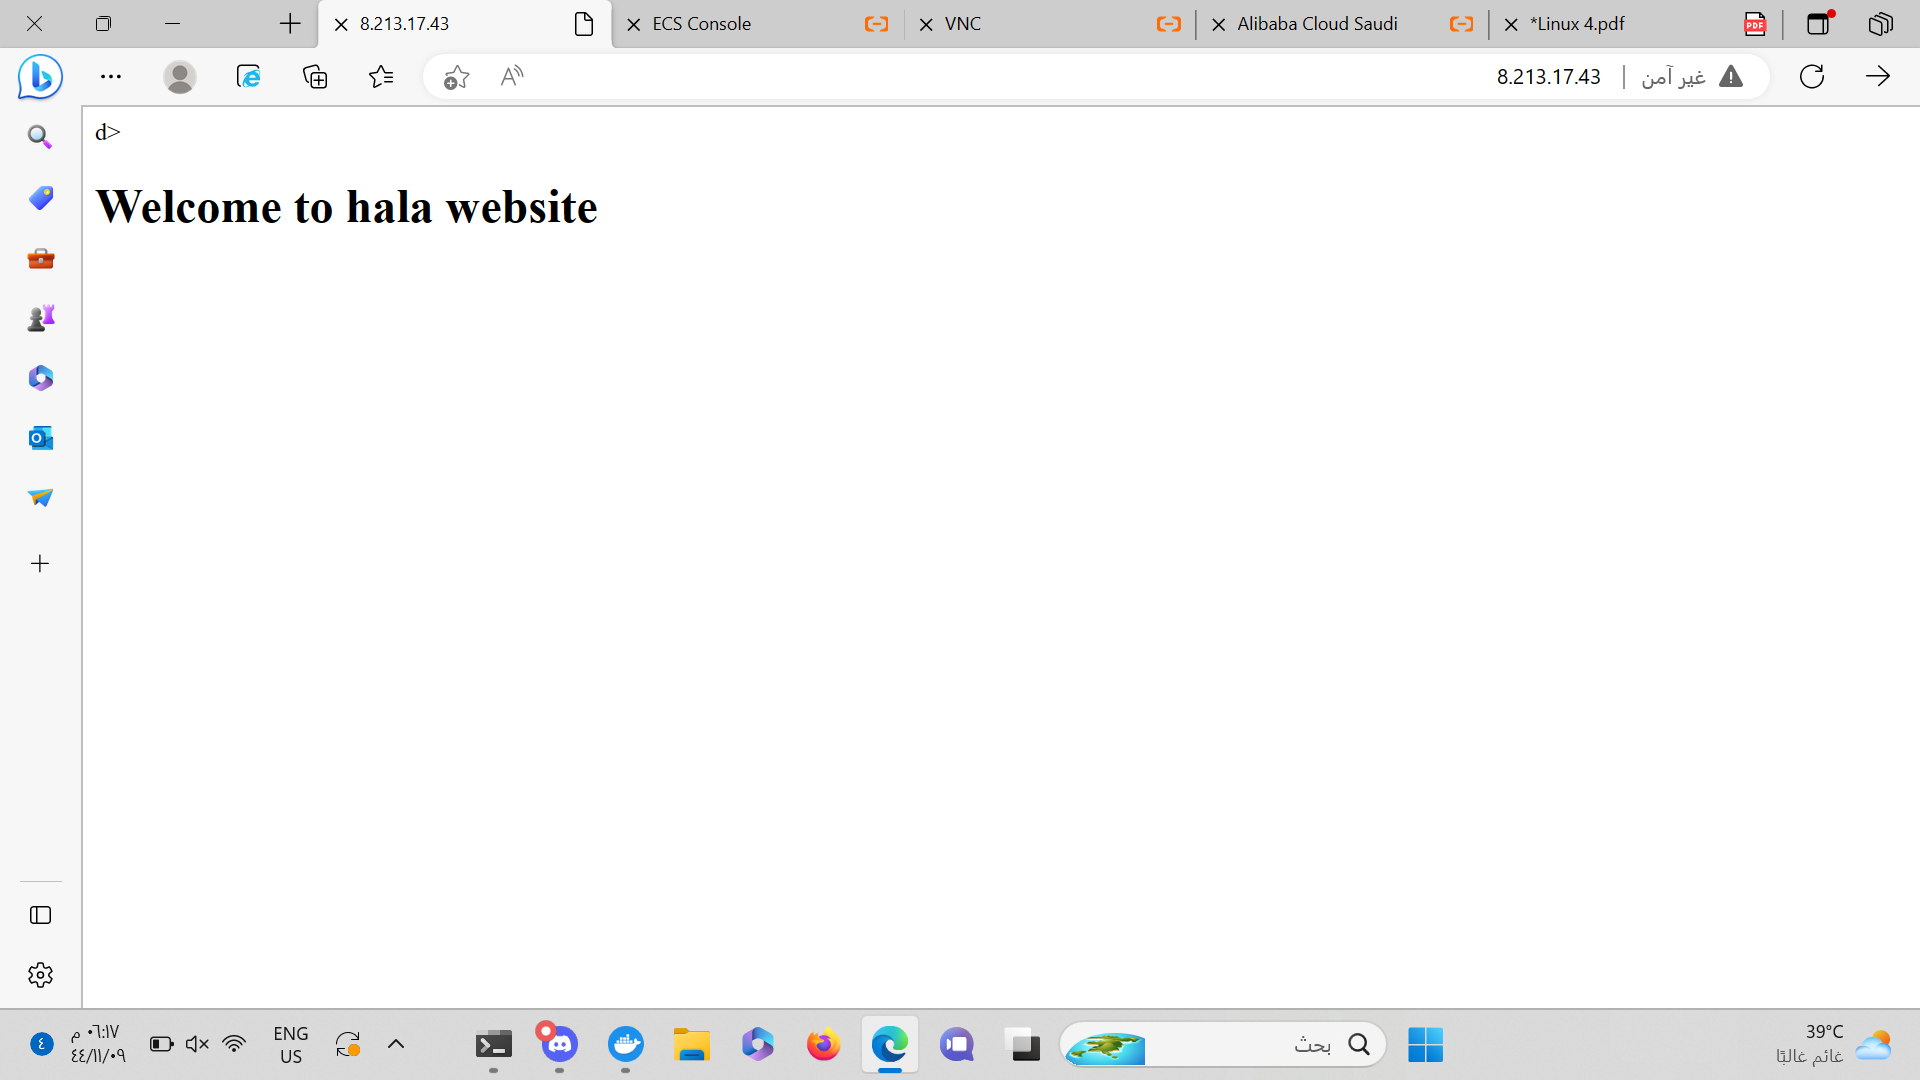 8.213.17.43
ECS Console
VNC
Alibaba Cloud Saudi
*Linux 4.pdf
8.213.17.43
غير آمن
d>
Welcome to hala website
٤
٠٦:١٧ م
٤٤/١١/٠٩
ENG
US
بحث
39°C
غائم غالبًا